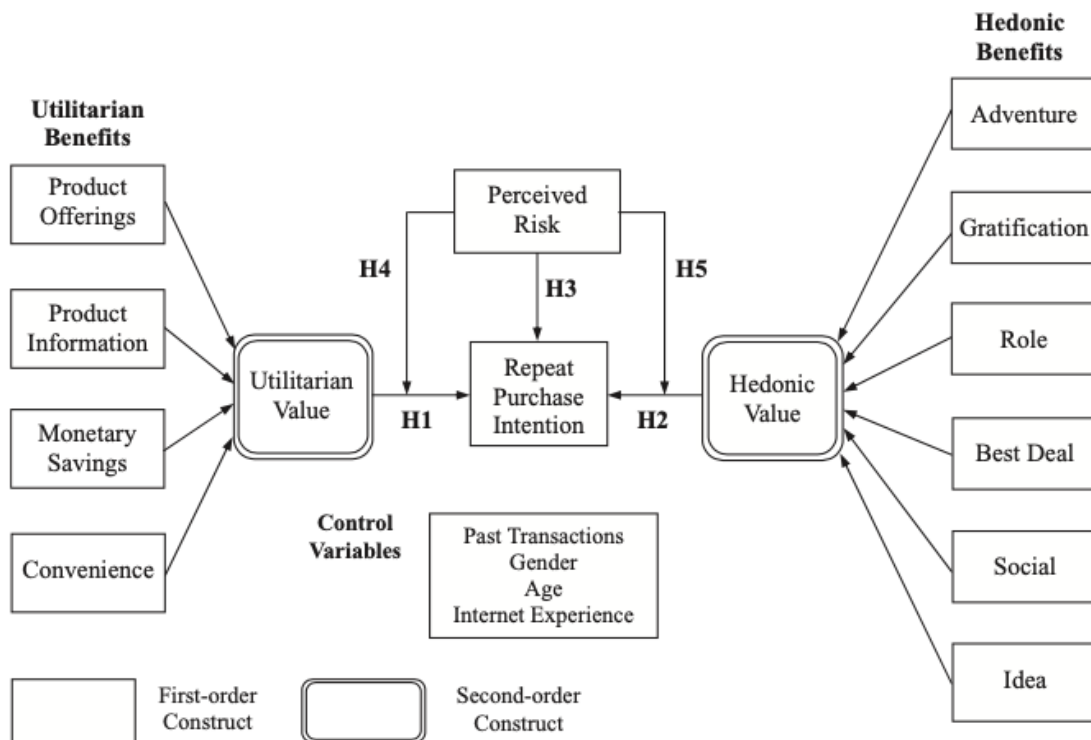 Utilitarian
Benefits
Product
Offerings
Product
Information
Monetary
Savings
Convenience
Utilitarian
Value
Perceived
Risk
H4
H3
H5
Repeat
Purchase
Intention
H1
H2
Hedonic
Value
Hedonic
Benefits
Adventure
Gratification
Role
Best Deal
Social
Idea
Control
Variables
Past Transactions
Gender
Age
Internet Experience
First-order
Construct
Second-order
Construct